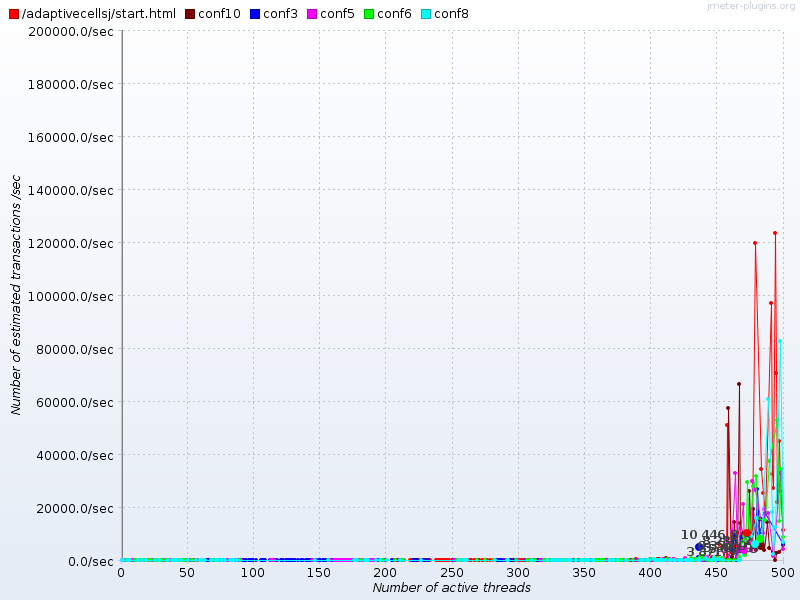 jmeter-plugins.org
/adaptivecellsj/start.html conf10 conf3 conf5 conf6 conf8
200000.0/sec
180000.0/sec
160000.0/sec
140000.0/sec
120000.0/sec
100000.0/sec
80000.0/sec
60000.0/sec
40000.0/sec
20000.0/sec
0.0/sec
Number of estimated transactions /sec
0 50 100 150 200 250 300 350 400 450 500
Number of active threads